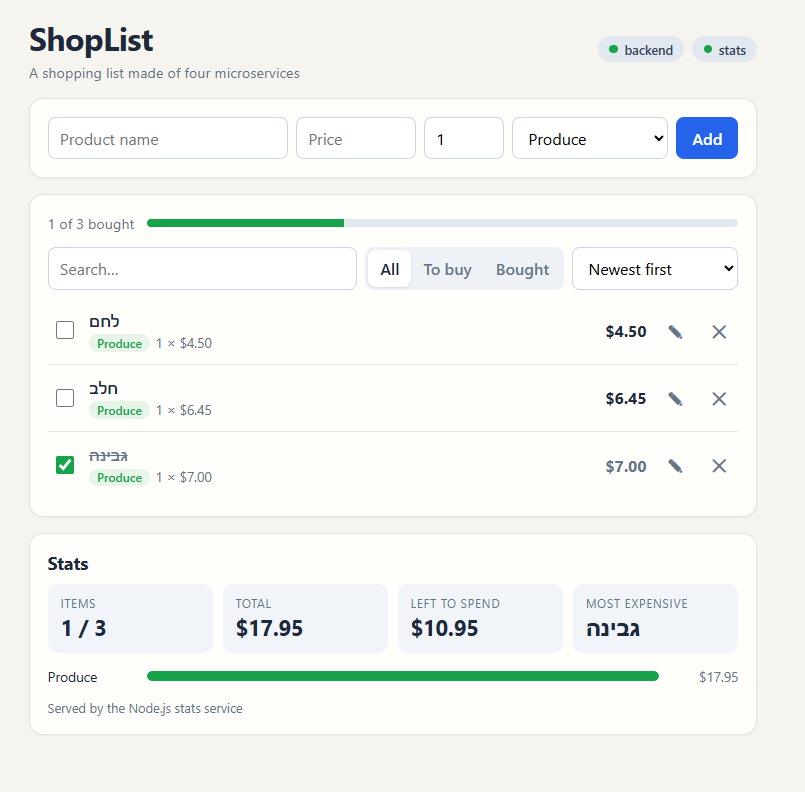 ShopList
backend
stats
A shopping list made of four microservices
Product name
Price
1
Produce
Add
1 of 3 bought
Search...
All
To buy
Bought
Newest first
לחם
Produce 1 × $4.50
$4.50
חלב
Produce 1 × $6.45
$6.45
גבינה
Produce 1 × $7.00
$7.00
Stats
ITEMS
1 / 3
TOTAL
$17.95
LEFT TO SPEND
$10.95
MOST EXPENSIVE
גבינה
Produce
$17.95
Served by the Node.js stats service